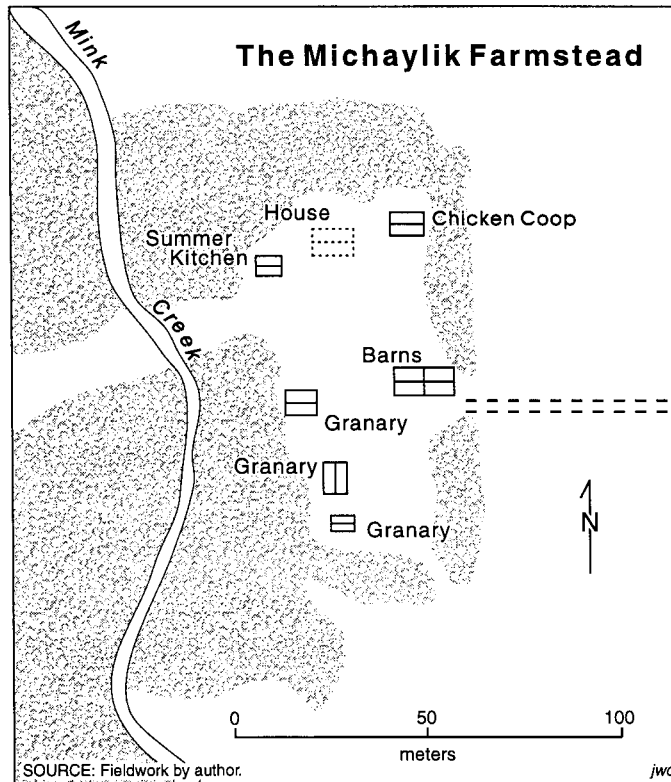 The Michaylik Farmstead
Mink
House
Chicken Coop
Summer
Kitchen
Creek
Barns
Granary
Granary
Granary
N
0 50 100
meters
SOURCE: Fieldwork by author.